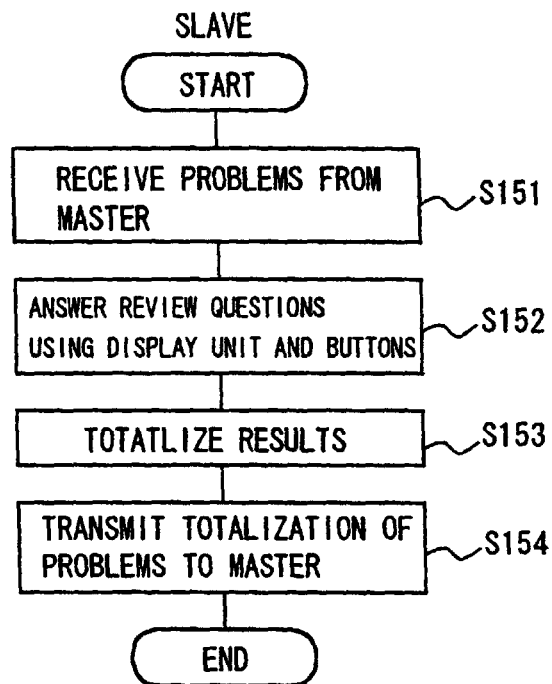 SLAVE
START
RECEIVE PROBLEMS FROM
MASTER
S151
ANSWER REVIEW QUESTIONS
USING DISPLAY UNIT AND BUTTONS
S152
TOTATLIZE RESULTS
S153
TRANSMIT TOTALIZATION OF
PROBLEMS TO MASTER
S154
END